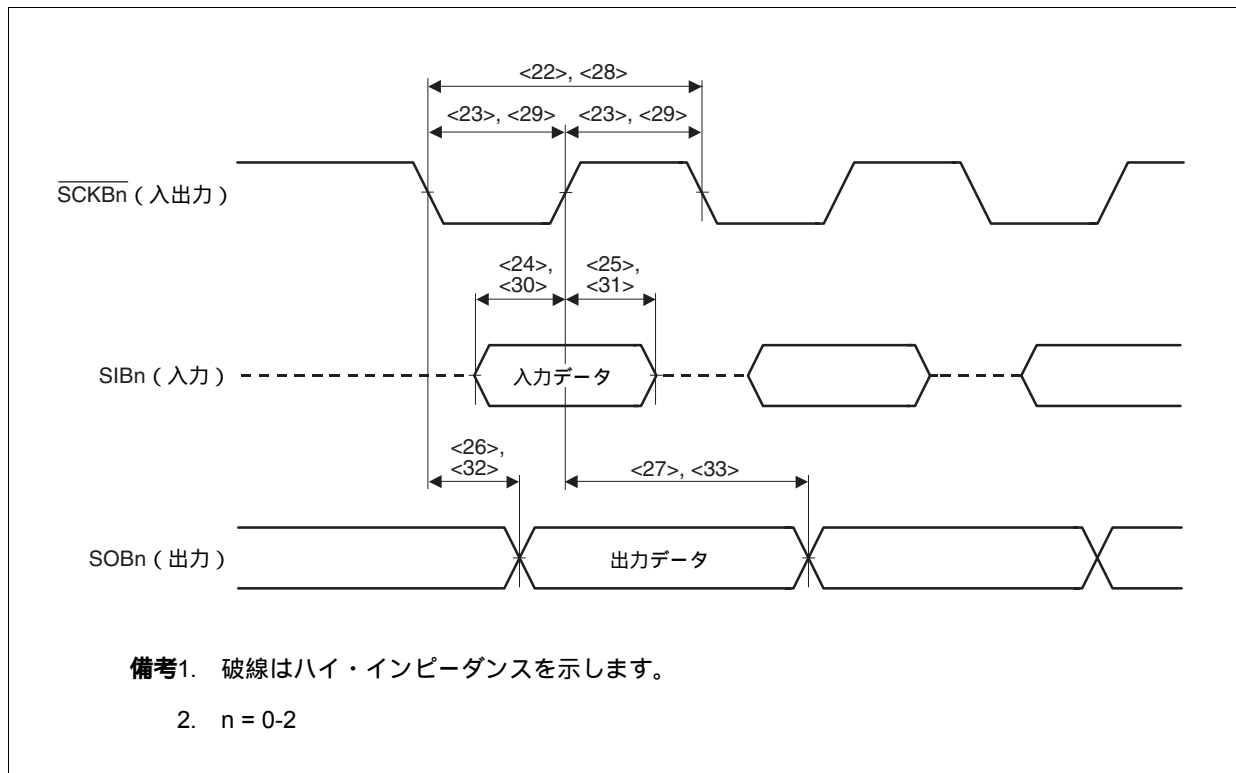 <22>, <28>
<23>, <29> <23>, <29>
SCKBn（入出力）
<24>,
<30>
<25>,
<31>
SIBn（入力）
入力データ
<26>,
<32>
<27>, <33>
SOBn（出力）
出力データ
備考1. 破線はハイ・インピーダンスを示します。
2. n = 0-2